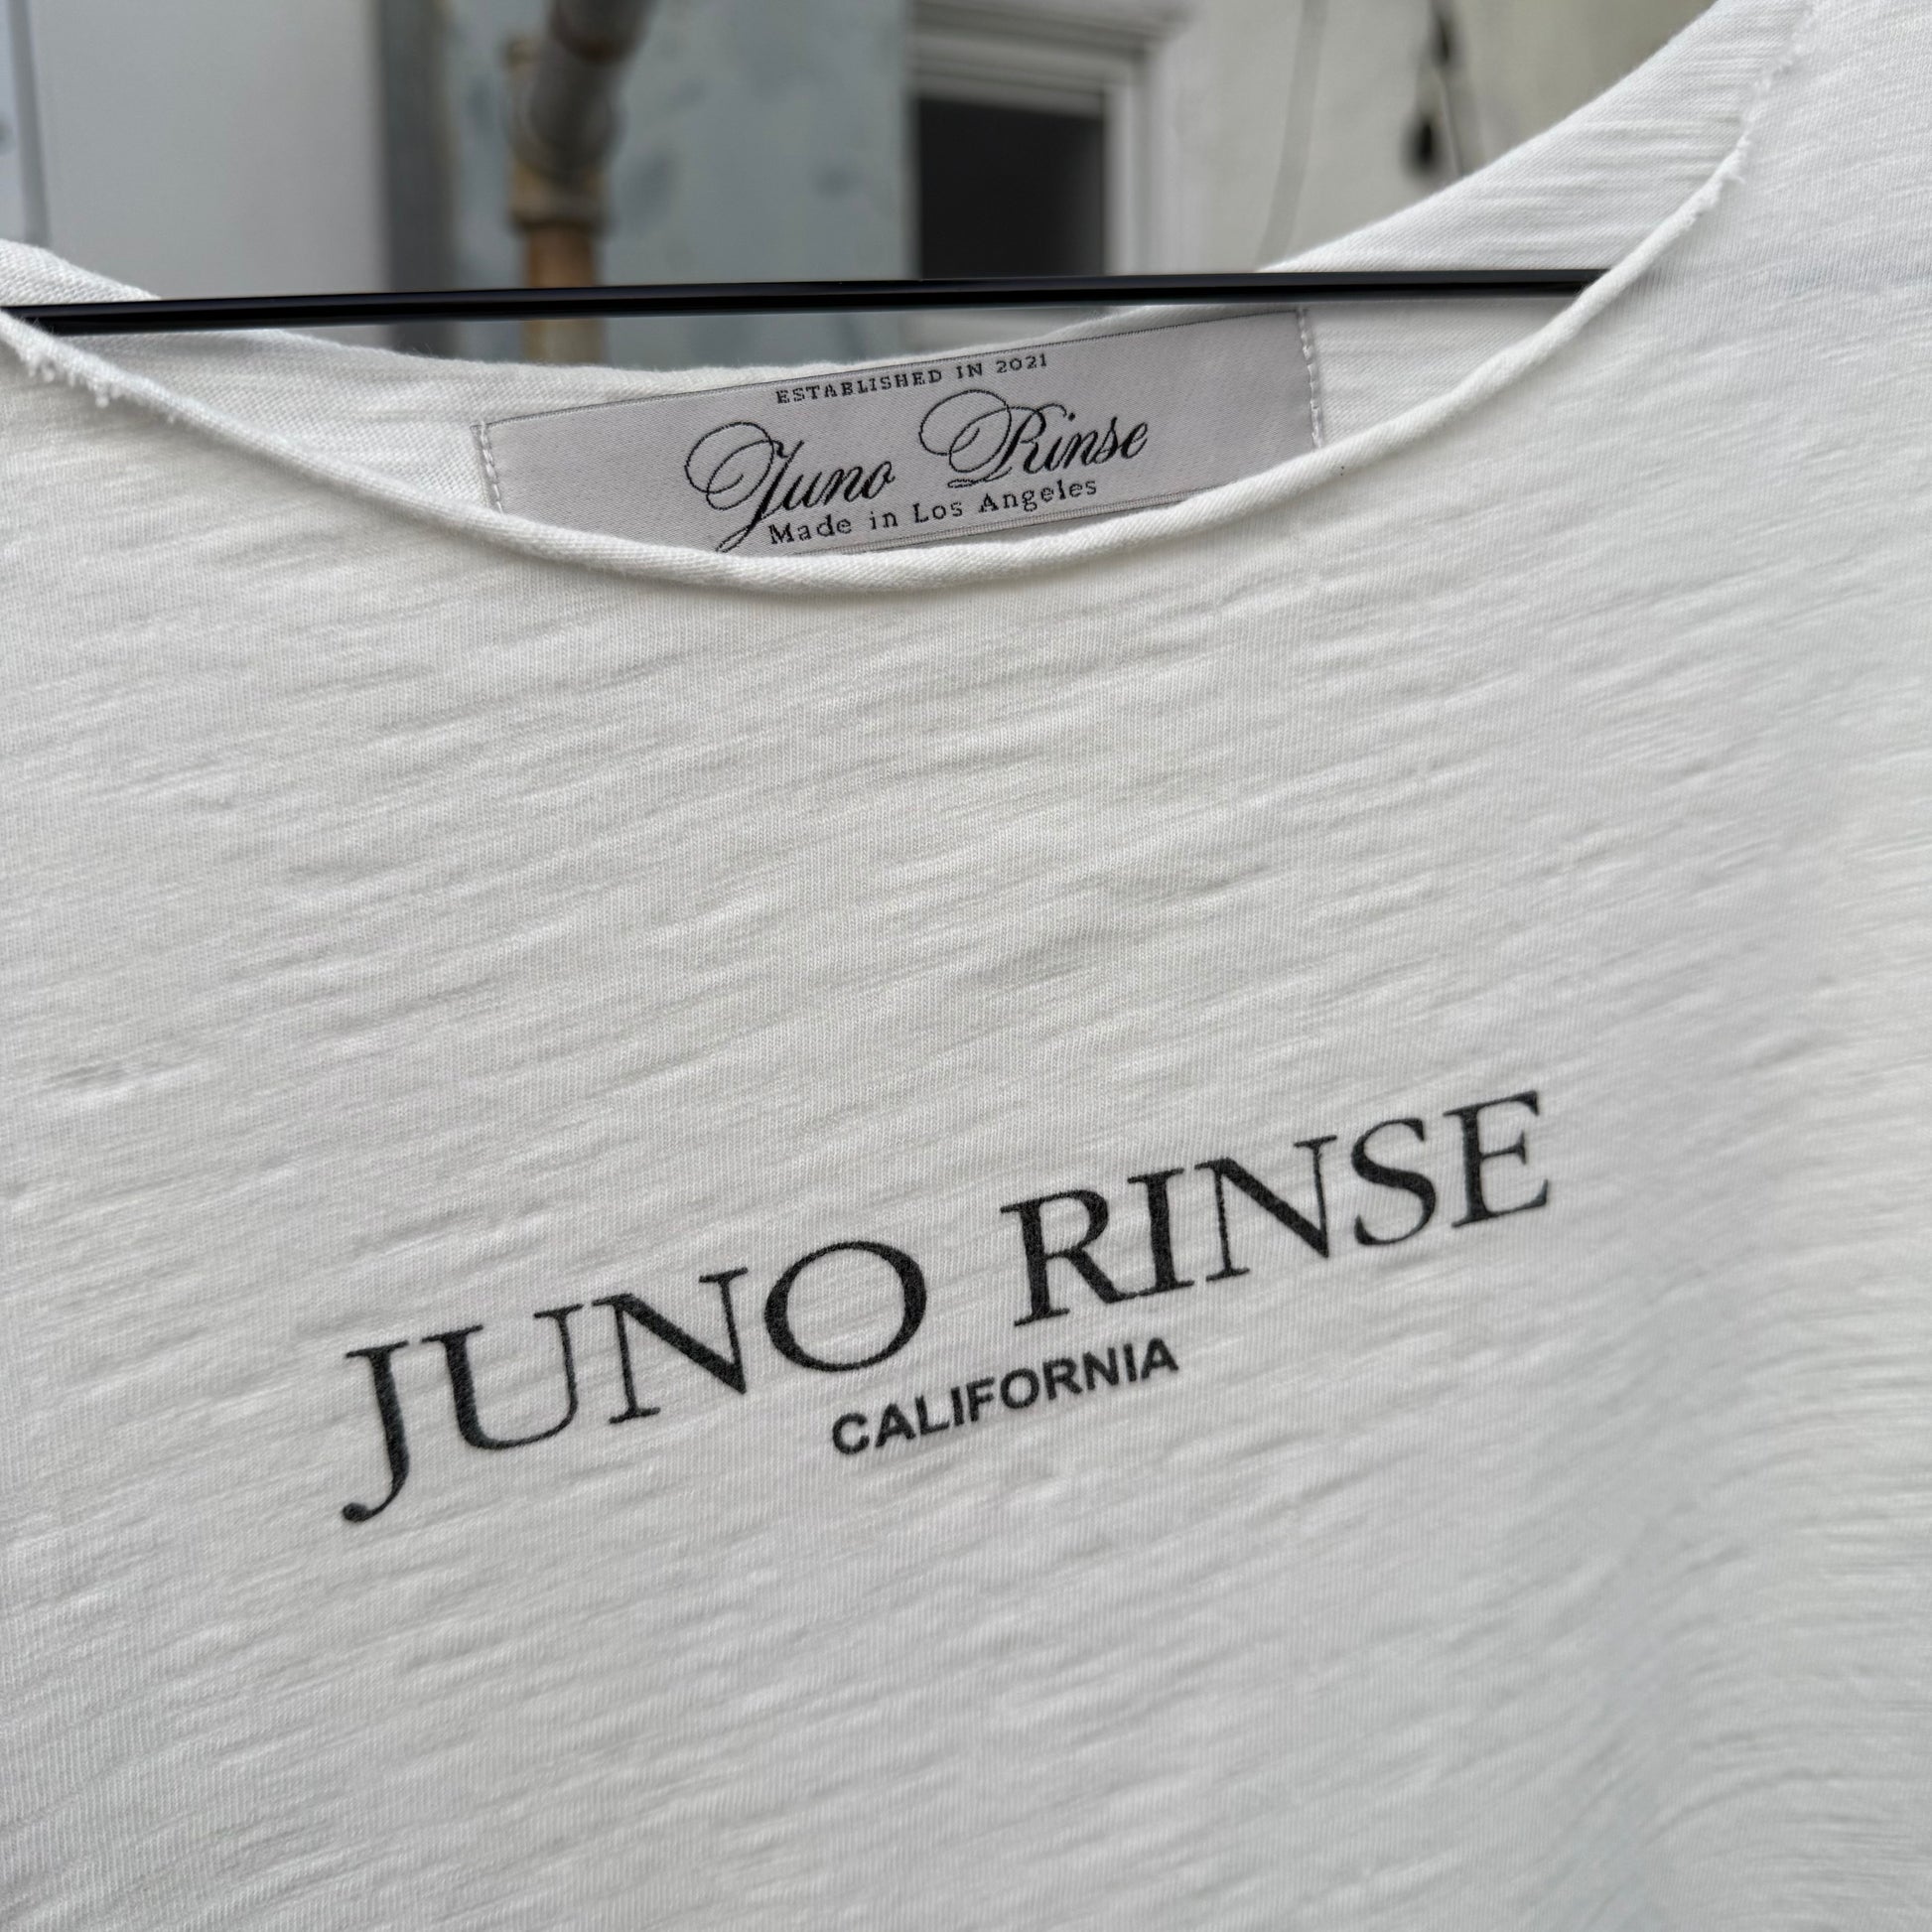 ESTABLISHED IN 2021
Juno Rinse
Made in Los Angeles
JUNO RINSE
CALIFORNIA